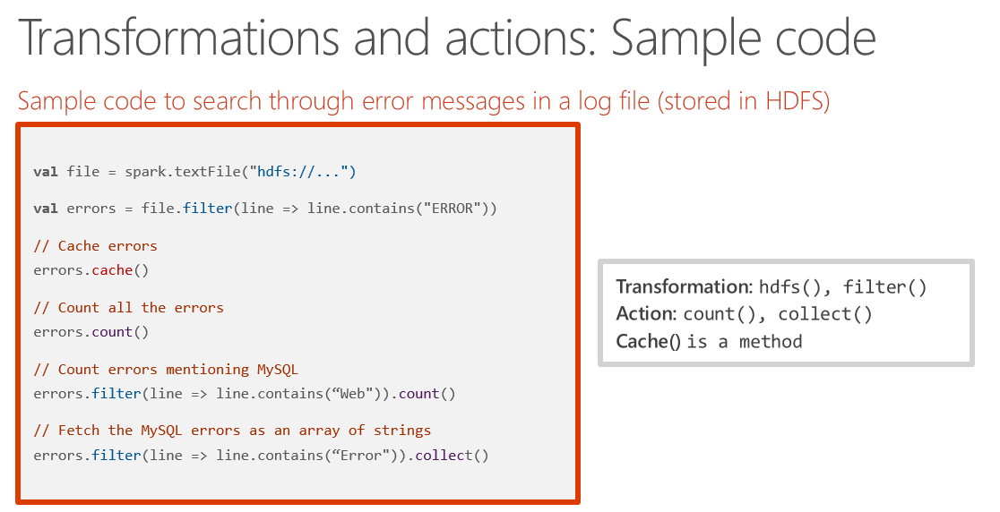 Transformations and actions: Sample code
Sample code to search through error messages in a log file (stored in HDFS)
val file = spark.textFile("hdfs://...")
val errors = file.filter(line => line.contains("ERROR"))
// Cache errors
errors.cache()
// Count all the errors
errors.count()
// Count errors mentioning MySQL
errors.filter(line => line.contains(“Web")).count()
// Fetch the MySQL errors as an array of strings
errors.filter(line => line.contains(“Error")).collect()
Transformation: hdfs(), filter()
Action: count(), collect()
Cache() is a method